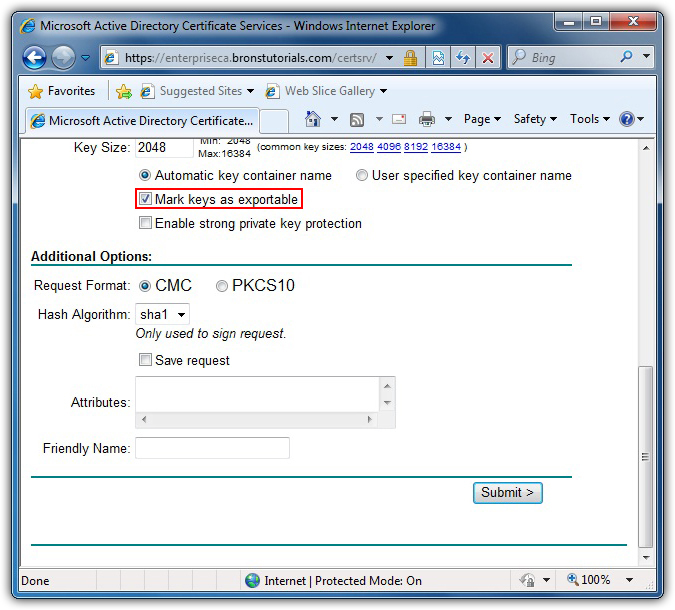 Microsoft Active Directory Certificate Services - Windows Internet Explorer
https://enterpriseca.bronstutorials.com/certsrv/
Bing
Favorites
Suggested Sites
Web Slice Gallery
Microsoft Active Directory Certificate...
Page
Safety
Tools
Key Size: 2048
Min: 2048
Max:16384
(common key sizes: 2048 4096 8192 16384 )
Automatic key container name
User specified key container name
Mark keys as exportable
Enable strong private key protection
Additional Options:
Request Format: CMC PKCS10
Hash Algorithm: sha1
Only used to sign request.
Save request
Attributes:
Friendly Name:
Submit >
Done
Internet | Protected Mode: On
100%